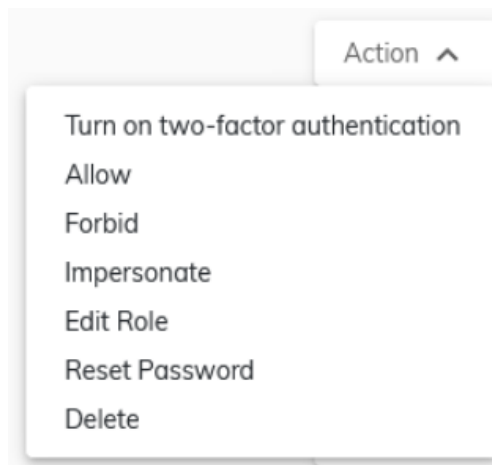 Action
Turn on two-factor authentication
Allow
Forbid
Impersonate
Edit Role
Reset Password
Delete